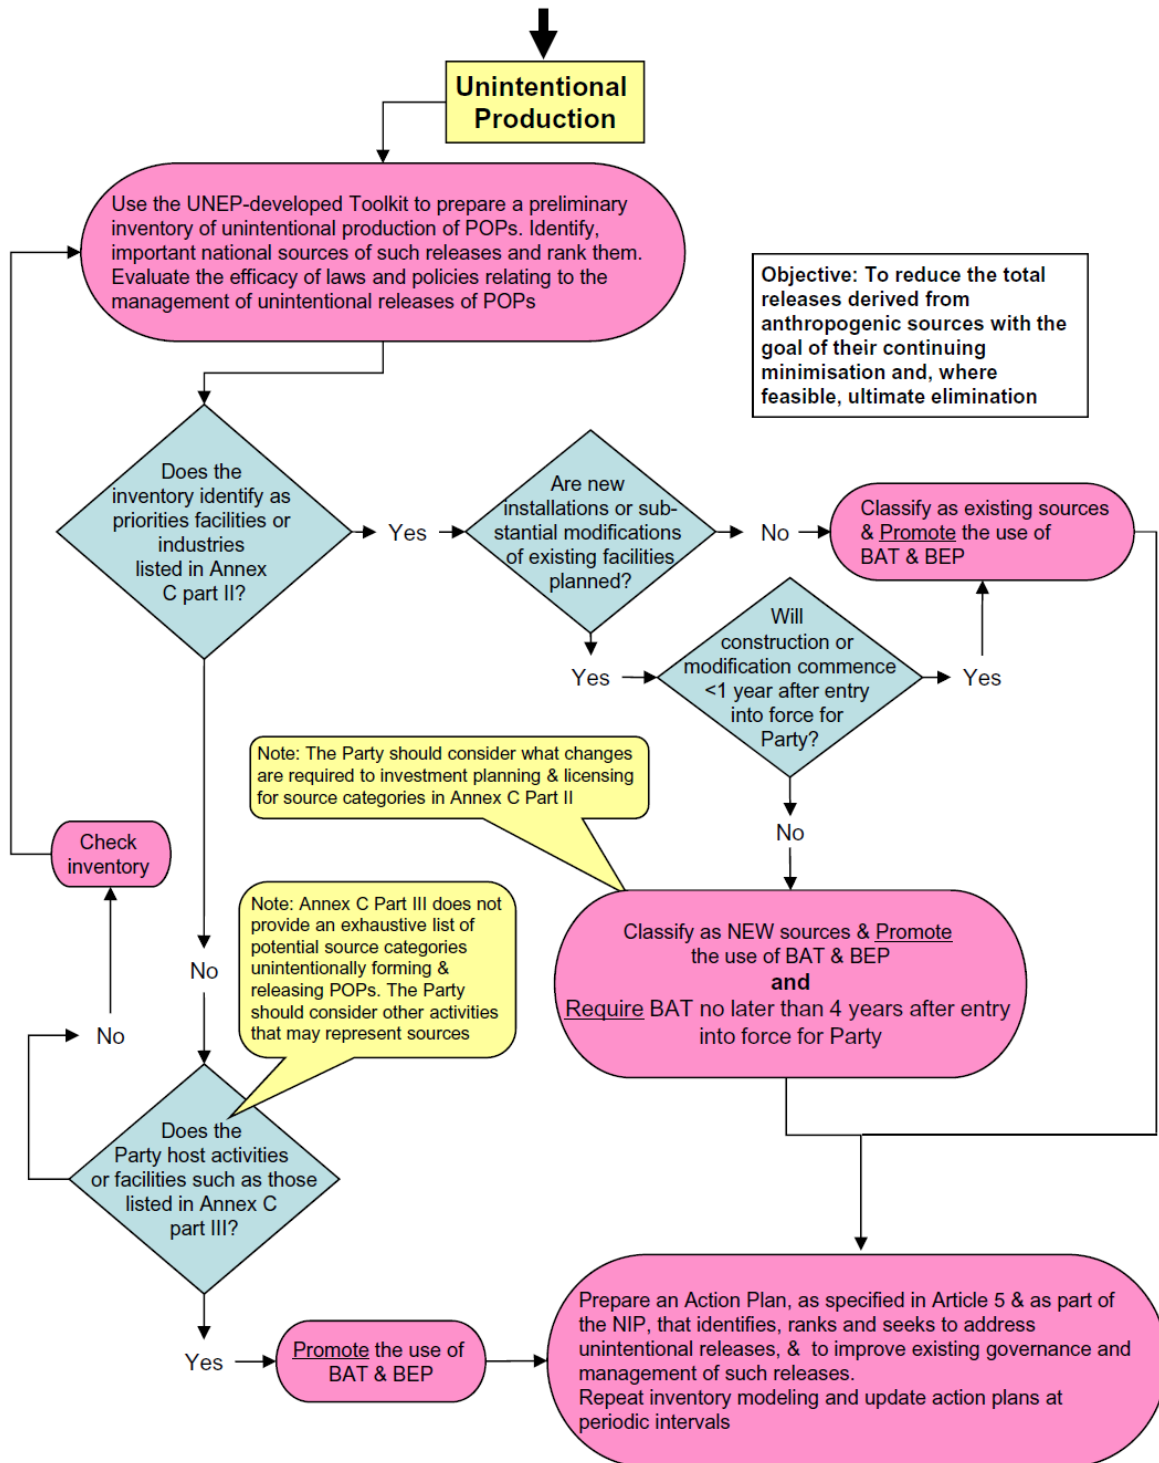 Unintentional
Production
Use the UNEP-developed Toolkit to prepare a preliminary
inventory of unintentional production of POPs. Identify,
important national sources of such releases and rank them.
Evaluate the efficacy of laws and policies relating to the
management of unintentional releases of POPs
Objective: To reduce the total
releases derived from
anthropogenic sources with the
goal of their continuing
minimisation and, where
feasible, ultimate elimination
Does the
inventory identify as
priorities facilities or
industries
listed in Annex
C part II?
Yes
Are new
installations or sub-
stantial modifications
of existing facilities
planned?
No
Classify as existing sources
& Promote the use of
BAT & BEP
Yes
Will
construction or
modification commence
<1 year after entry
into force for
Party?
Yes
Note: The Party should consider what changes
are required to investment planning & licensing
for source categories in Annex C Part II
No
Check
inventory
Note: Annex C Part III does not
provide an exhaustive list of
potential source categories
unintentionally forming &
releasing POPs. The Party
should consider other activities
that may represent sources
Classify as NEW sources & Promote
the use of BAT & BEP
and
Require BAT no later than 4 years after entry
into force for Party
No
No
Does the
Party host activities
or facilities such as those
listed in Annex C
part III?
Yes
Promote the use of
BAT & BEP
Prepare an Action Plan, as specified in Article 5 & as part of
the NIP, that identifies, ranks and seeks to address
unintentional releases, & to improve existing governance and
management of such releases.
Repeat inventory modeling and update action plans at
periodic intervals